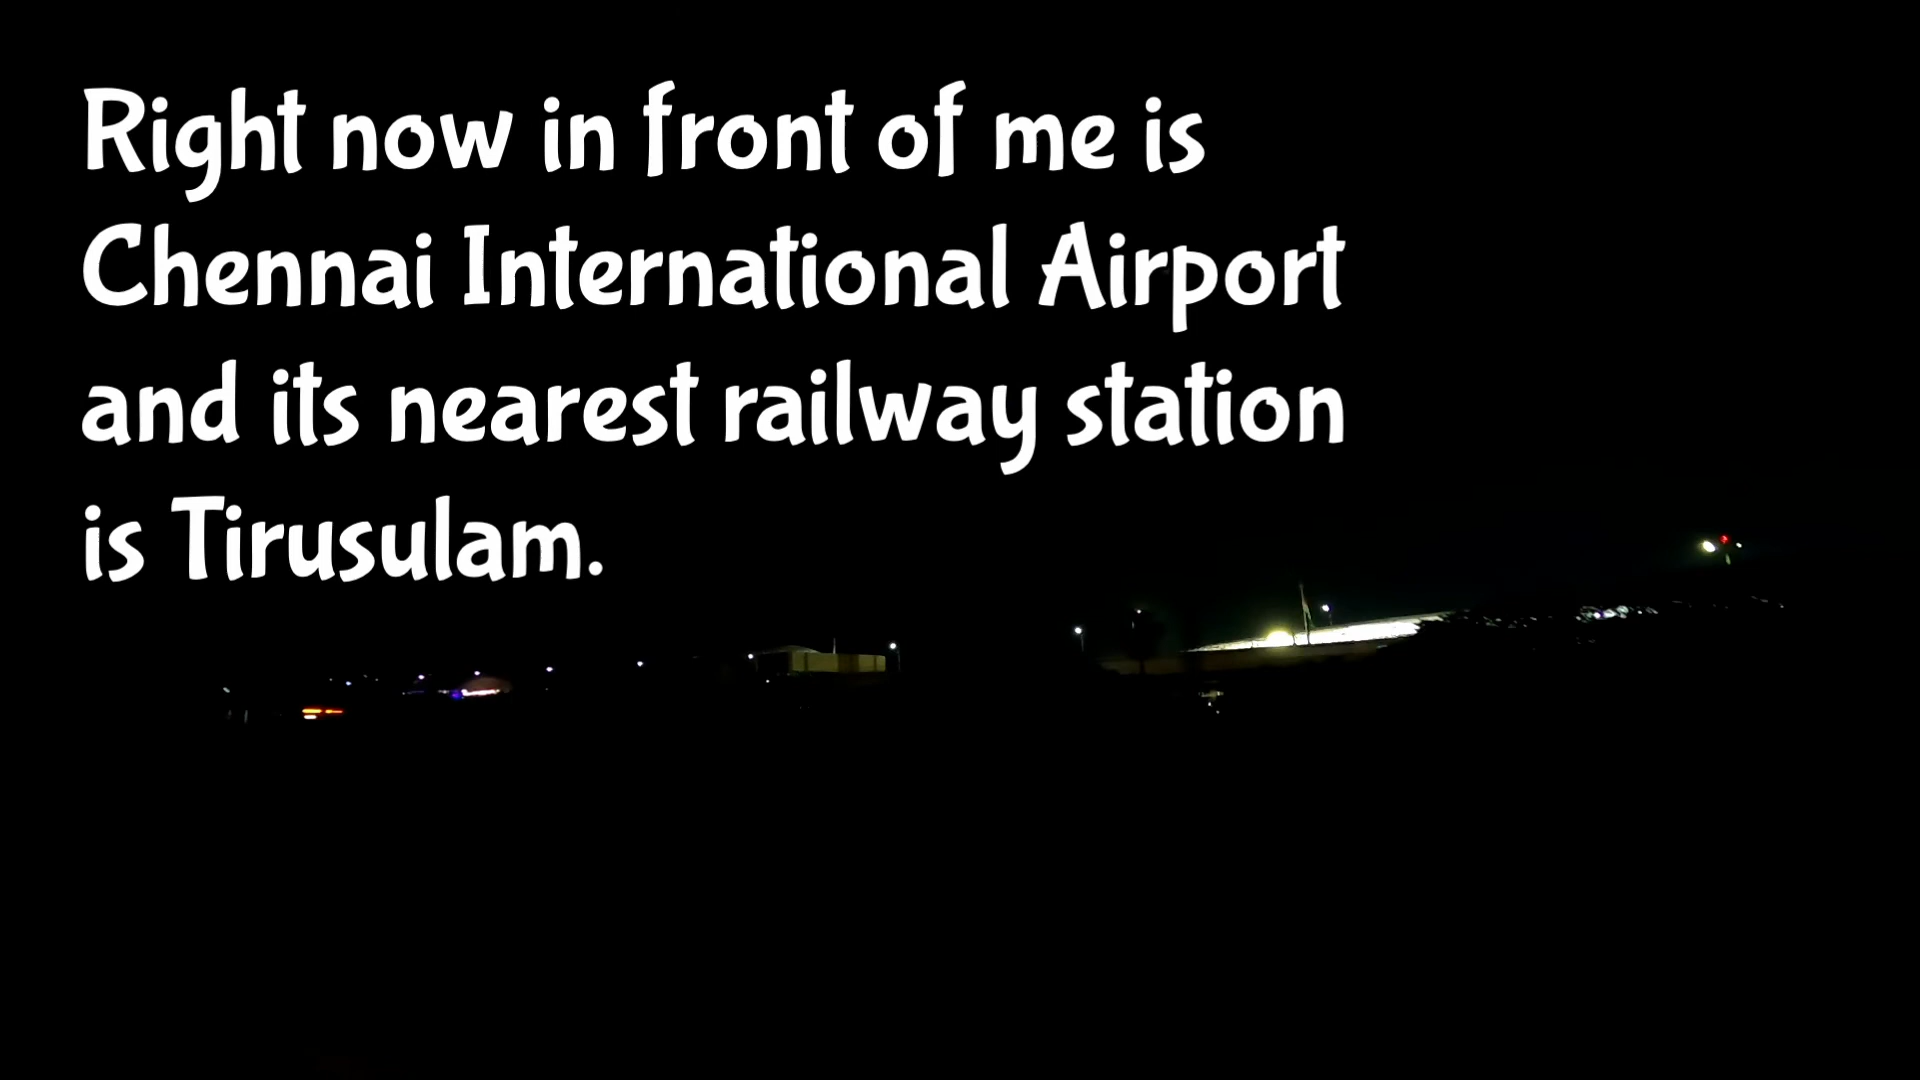 Right now in front of me is
Chennai International Airport
and its nearest railway station
is Tirusulam.